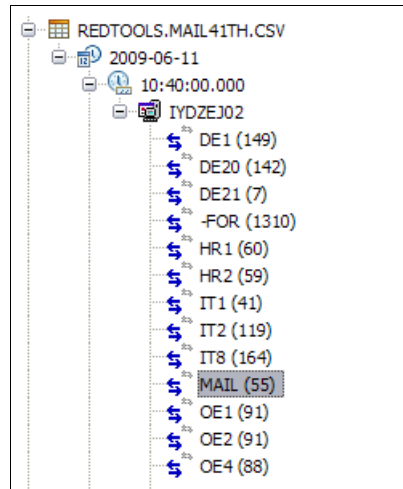 REDTOOLS.MAIL41TH.CSV
2009-06-11
10:40:00.000
IYDZEJ02
DE1 (149)
DE20 (142)
DE21 (7)
-FOR (1310)
HR1 (60)
HR2 (59)
IT1 (41)
IT2 (119)
IT8 (164)
MAIL (55)
OE1 (91)
OE2 (91)
OE4 (88)